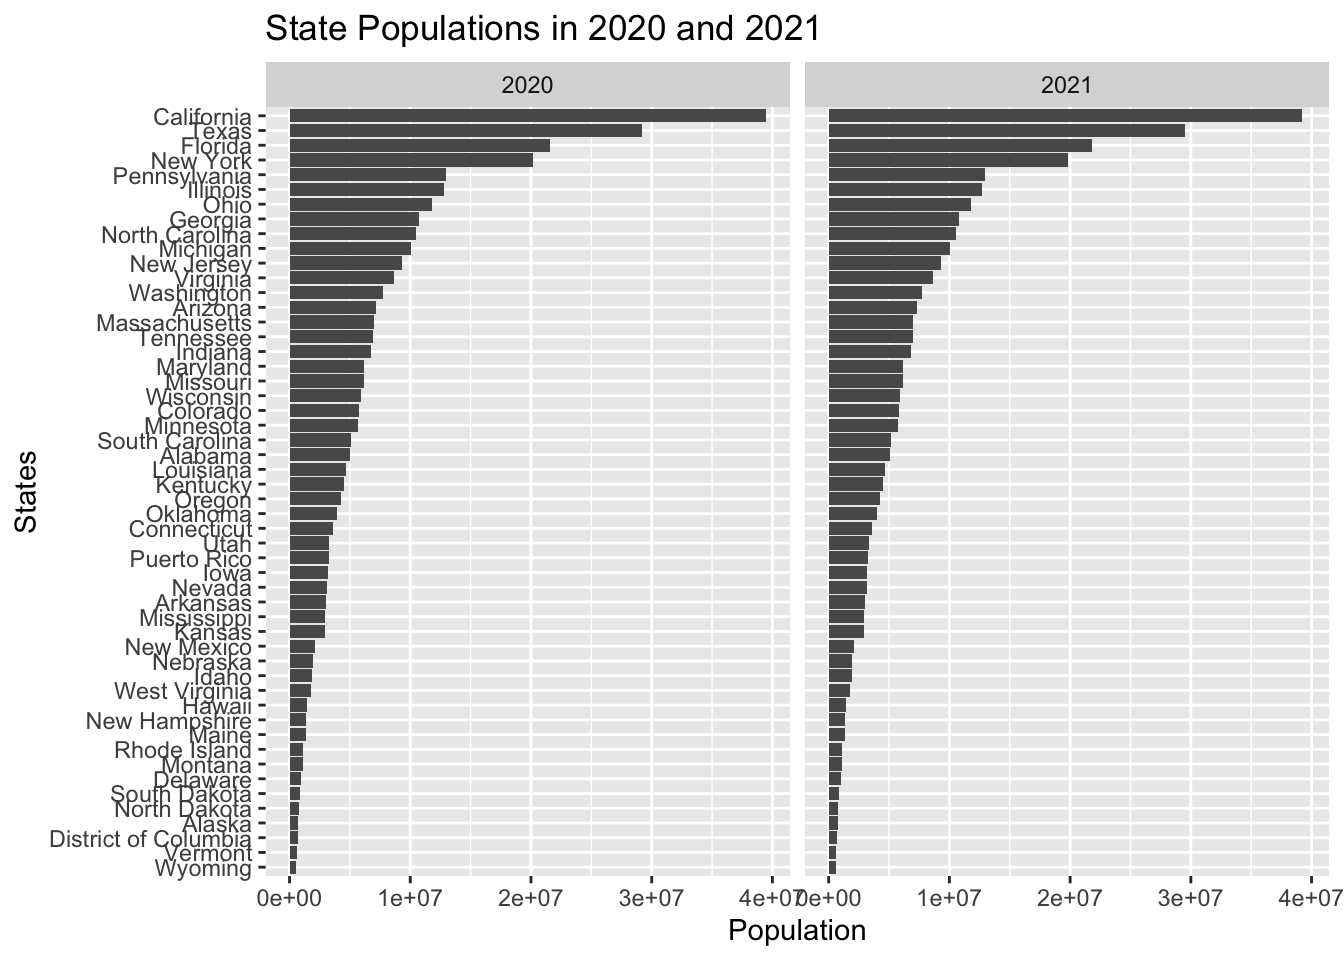 State Populations in 2020 and 2021
2020
2021
California
Texas
Florida
New York
Pennsylvania
Illinois
Ohio
Georgia
North Carolina
Michigan
New Jersey
Virginia
Washington
Arizona
Massachusetts
Tennessee
Indiana
Maryland
Missouri
Wisconsin
Colorado
Minnesota
South Carolina
Alabama
Louisiana
Kentucky
Oregon
Oklahoma
Connecticut
Utah
Puerto Rico
Iowa
Nevada
Arkansas
Mississippi
Kansas
New Mexico
Nebraska
Idaho
West Virginia
Hawaii
New Hampshire
Maine
Rhode Island
Montana
Delaware
South Dakota
North Dakota
Alaska
District of Columbia
Vermont
Wyoming
States
0e+00 1e+07 2e+07 3e+07 4e+07 0e+00 1e+07 2e+07 3e+07 4e+07
Population